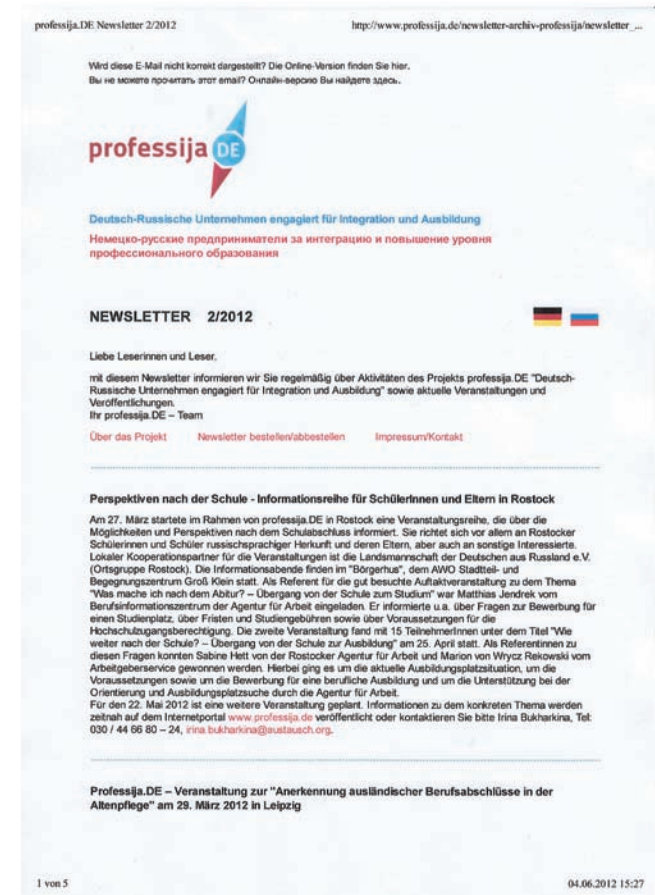 professija.DE Newsletter 2/2012
http://www.professija.de/newsletter-archiv-professija/newsletter_...
Wird diese E-Mail nicht korrekt dargestellt? Die Online-Version finden Sie hier.
Вы не можете прочитать этот email? Онлайн-версию Вы найдете здесь.
professija DE
Deutsch-Russische Unternehmen engagiert für Integration und Ausbildung
Немецко-русские предприниматели за интеграцию и повышение уровня
профессионального образования
NEWSLETTER 2/2012
Liebe Leserinnen und Leser,
mit diesem Newsletter informieren wir Sie regelmäßig über Aktivitäten des Projekts professija.DE "Deutsch-
Russische Unternehmen engagiert für Integration und Ausbildung" sowie aktuelle Veranstaltungen und
Veröffentlichungen.
Ihr professija.DE – Team
Über das Projekt Newsletter bestellen/abbestellen Impressum/Kontakt
Perspektiven nach der Schule - Informationsreihe für SchülerInnen und Eltern in Rostock
Am 27. März startete im Rahmen von professija.DE in Rostock eine Veranstaltungsreihe, die über die
Möglichkeiten und Perspektiven nach dem Schulabschluss informiert. Sie richtet sich vor allem an Rostocker
Schülerinnen und Schüler russischsprachiger Herkunft und deren Eltern, aber auch an sonstige Interessierte.
Lokaler Kooperationspartner für die Veranstaltungen ist die Landsmannschaft der Deutschen aus Russland e.V.
(Ortsgruppe Rostock). Die Informationsabende finden im "Börgerhus", dem AWO Stadtteil- und
Begegnungszentrum Groß Klein statt. Als Referent für die gut besuchte Auftaktveranstaltung zu dem Thema
"Was mache ich nach dem Abitur? – Übergang von der Schule zum Studium" war Matthias Jendrek vom
Berufsinformationszentrum der Agentur für Arbeit eingeladen. Er informierte u.a. über Fragen zur Bewerbung für
einen Studienplatz, über Fristen und Studiengebühren sowie über Voraussetzungen für die
Hochschulzugangsberechtigung. Die zweite Veranstaltung fand mit 15 TeilnehmerInnen unter dem Titel "Wie
weiter nach der Schule? – Übergang von der Schule zur Ausbildung" am 25. April statt. Als Referentinnen zu
diesen Fragen konnten Sabine Hett von der Rostocker Agentur für Arbeit und Marion von Wrycz Rekowski vom
Arbeitgeberservice gewonnen werden. Hierbei ging es um die aktuelle Ausbildungsplatzsituation, um die
Voraussetzungen sowie um die Bewerbung für eine berufliche Ausbildung und um die Unterstützung bei der
Orientierung und Ausbildungsplatzsuche durch die Agentur für Arbeit.
Für den 22. Mai 2012 ist eine weitere Veranstaltung geplant. Informationen zu dem konkreten Thema werden
zeitnah auf dem Internetportal www.professija.de veröffentlicht oder kontaktieren Sie bitte Irina Bukharkina, Tel:
030 / 44 66 80 – 24, irina.bukharkina@austausch.org.
Professija.DE – Veranstaltung zur "Anerkennung ausländischer Berufsabschlüsse in der
Altenpflege" am 29. März 2012 in Leipzig
1 von 5
04.06.2012 15:27